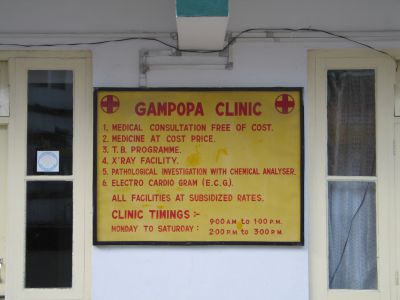 GAMPOPA CLINIC
1. MEDICAL CONSULTATION FREE OF COST.
2. MEDICINE AT COST PRICE.
3. T.B. PROGRAMME.
4. X'RAY FACILITY.
5. PATHOLOGICAL INVESTIGATION WITH CHEMICAL ANALYSER.
6. ELECTRO CARDIO GRAM (E.C.G).
ALL FACILITIES AT SUBSIDIZED RATES.
CLINIC TIMINGS :-
MONDAY TO SATURDAY: 9:00 A.M. TO 1:00 P.M.
2:00 P.M. TO 3:00 P.M.